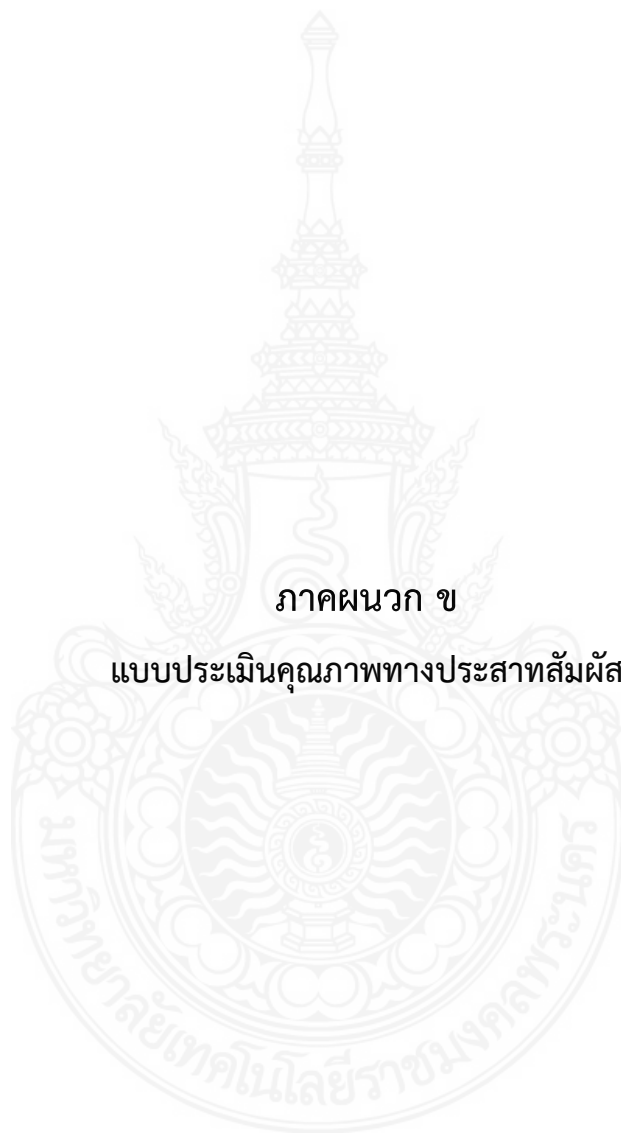 ภาคผนวก ข
แบบประเมินคุณภาพทางประสาทสัมผัส
มหาวิทยาลัยเทคโนโลยีราชมงคลพระนคร